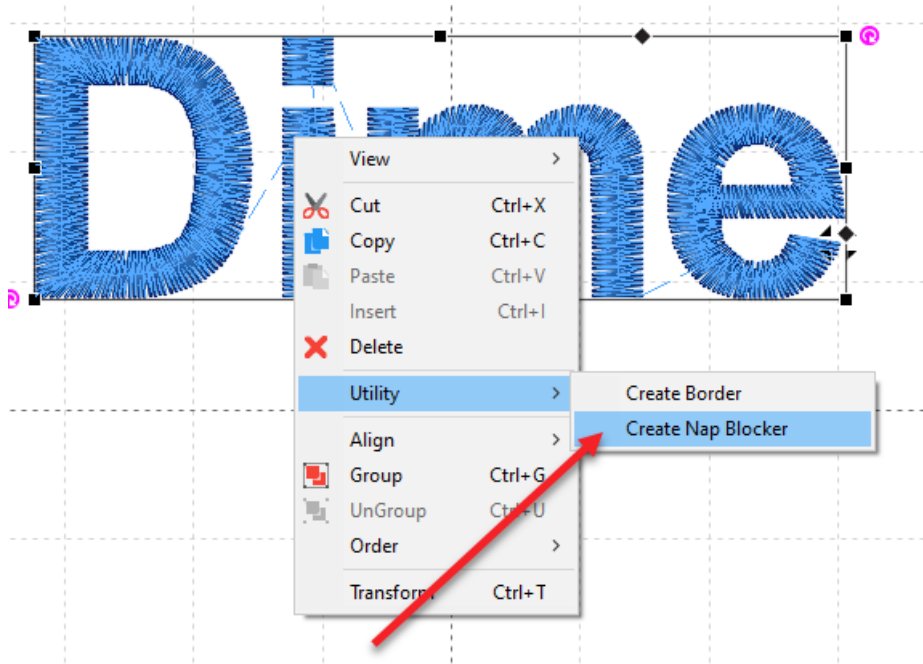 Dime
View
Cut Ctrl+X
Copy Ctrl+C
Paste Ctrl+V
Insert Ctrl+I
Delete
Utility
Create Border
Create Nap Blocker
Align
Group Ctrl+G
UnGroup Ctrl+U
Order
Transform Ctrl+T